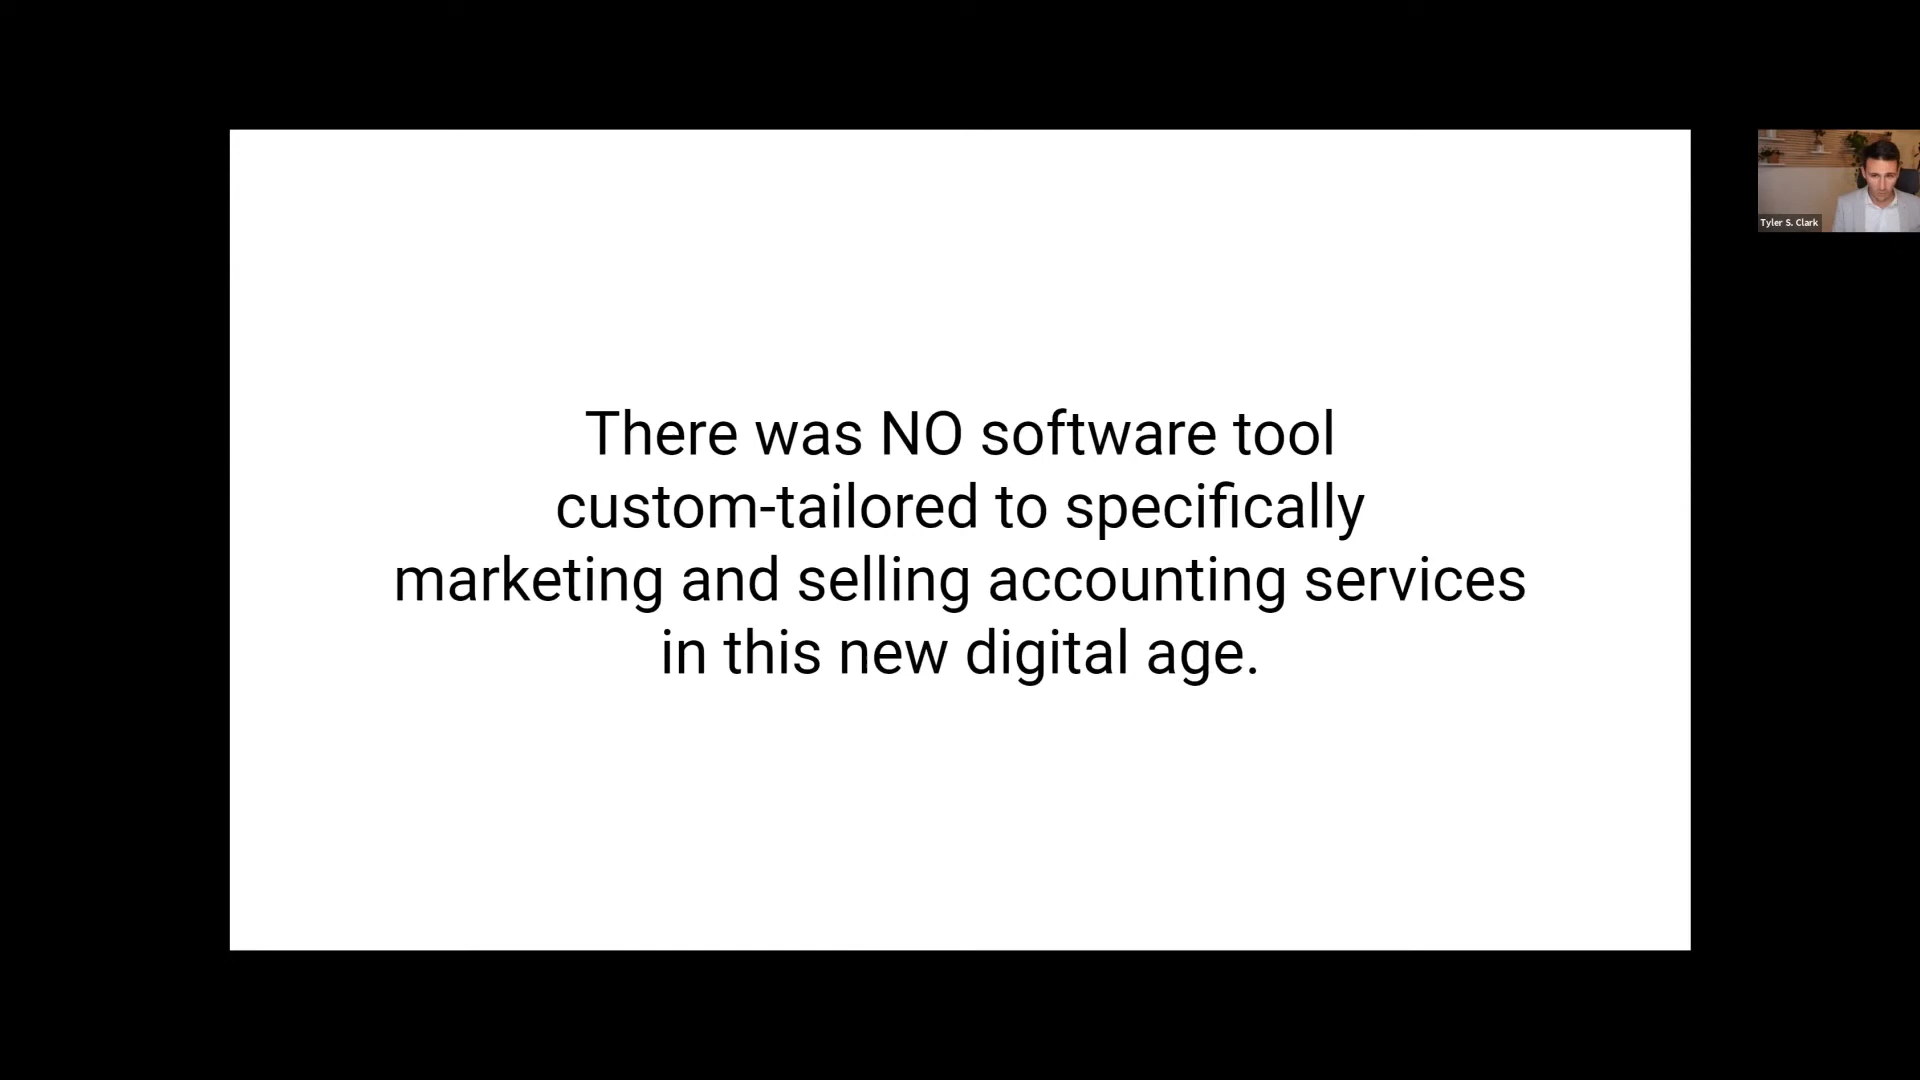 There was NO software tool
custom-tailored to specifically
marketing and selling accounting services
in this new digital age.
Tyler S. Clark